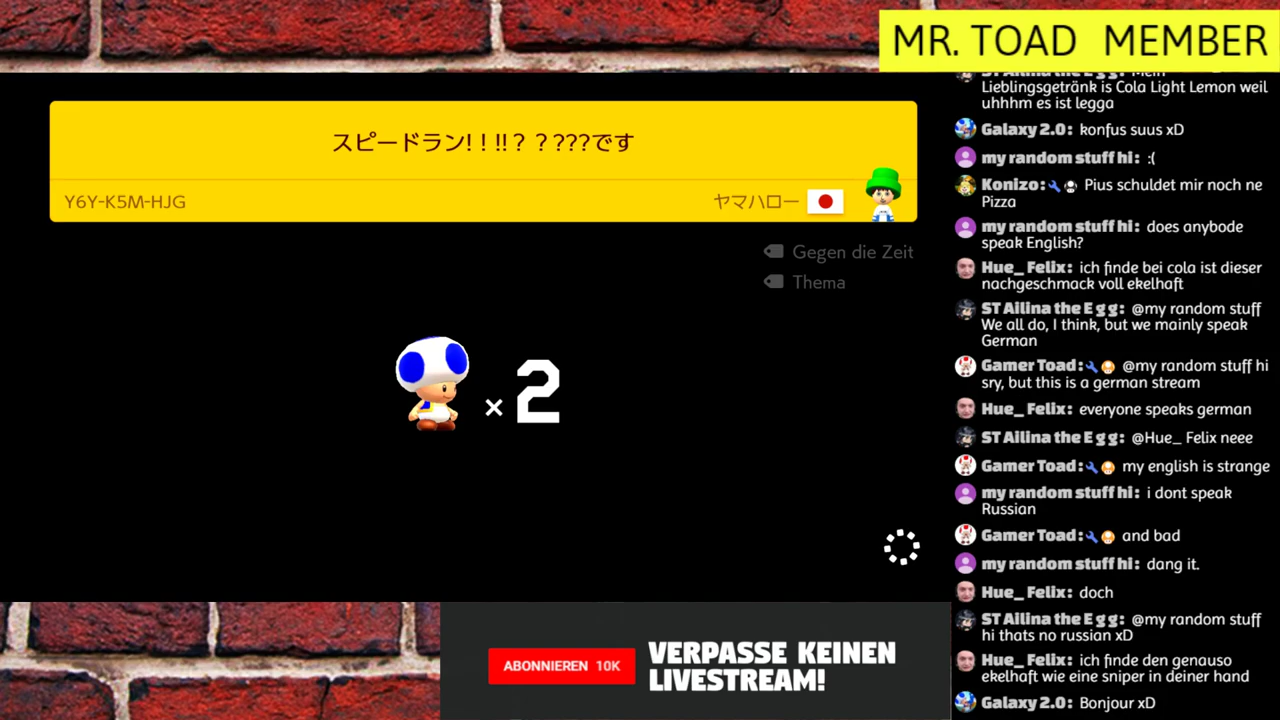 MR. TOAD MEMBER
スピードラン!！!!？？???です
Y6Y-K5M-HJG
ヤマハロー
Gegen die Zeit
Thema
× 2
ABONNIEREN 10K
VERPASSE KEINEN
LIVESTREAM!
ST Ailina the E g g: Mein
Lieblingsgetränk is Cola Light Lemon weil
uhhhm es ist legga
Galaxy 2.0: konfus suus xD
my random stuff hi: :(
Konizo: Pius schuldet mir noch ne
Pizza
my random stuff hi: does anybode
speak English?
Hue_ Felix: ich finde bei cola ist dieser
nachgeschmack voll ekelhaft
ST Ailina the E g g: @my random stuff
We all do, I think, but we mainly speak
German
Gamer Toad: @my random stuff hi
sry, but this is a german stream
Hue_ Felix: everyone speaks german
ST Ailina the E g g: @Hue_ Felix neee
Gamer Toad: my english is strange
my random stuff hi: i dont speak
Russian
Gamer Toad: and bad
my random stuff hi: dang it.
Hue_ Felix: doch
ST Ailina the E g g: @my random stuff
hi thats no russian xD
Hue_ Felix: ich finde den genauso
ekelhaft wie eine sniper in deiner hand
Galaxy 2.0: Bonjour xD